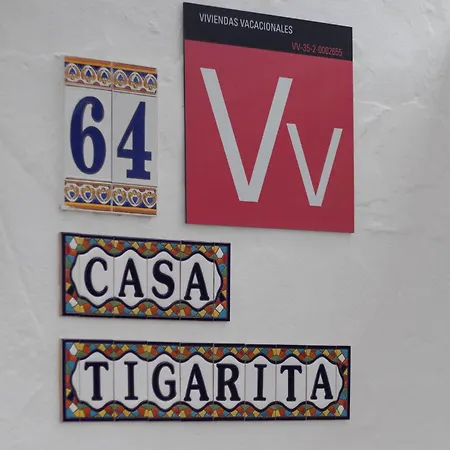 VIVIENDAS VACACIONALES
VV-35-2-0002655
Vv
64
CASA
TIGARITA